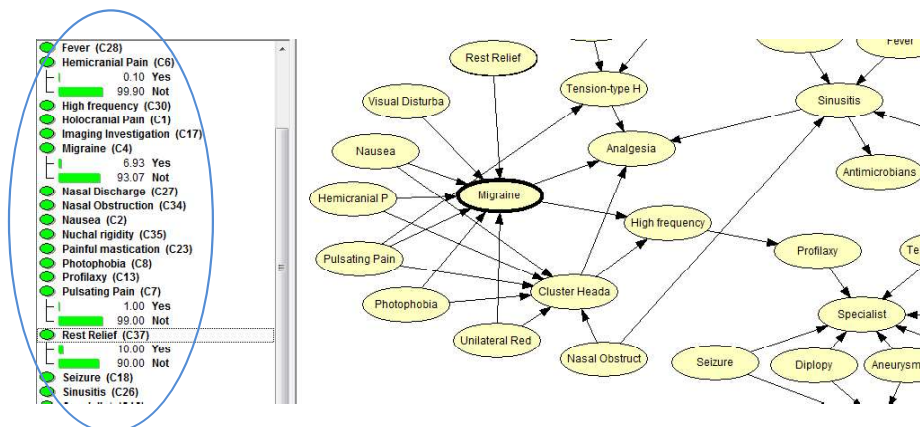 Fever (C28)
Hemicranial Pain (C6)
0.10 Yes
99.90 Not
High frequency (C30)
Holocranial Pain (C1)
Imaging Investigation (C17)
Migraine (C4)
6.93 Yes
93.07 Not
Nasal Discharge (C27)
Nasal Obstruction (C34)
Nausea (C2)
Nuchal rigidity (C35)
Painful mastication (C23)
Photophobia (C8)
Profilaxy (C13)
Pulsating Pain (C7)
1.00 Yes
99.00 Not
Rest Relief (C37)
10.00 Yes
90.00 Not
Seizure (C18)
Sinusitis (C26)
Rest Relief
Fever
Visual Disturba
Tension-type H
Sinusitis
Nausea
Analgesia
Antimicrobians
Hemicranial P
Migraine
High frequency
Pulsating Pain
Profilaxy
Te
Photophobia
Cluster Heada
Specialist
Unilateral Red
Nasal Obstruct
Seizure
Diplopy
Aneurysm